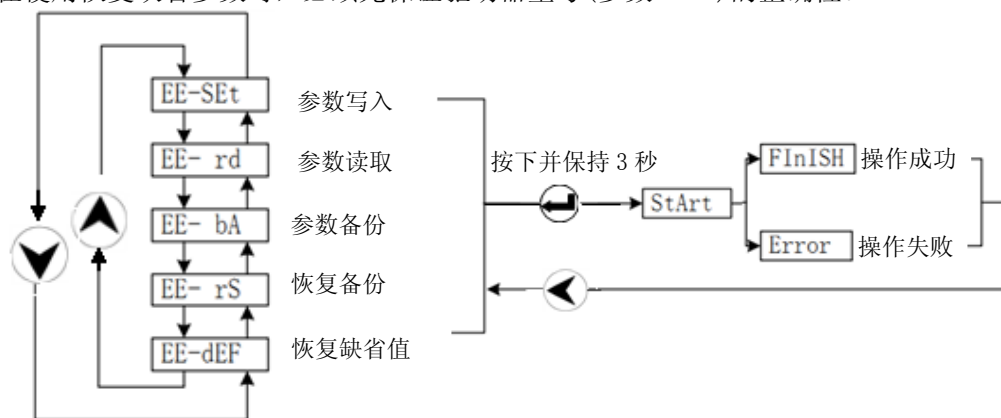 EE-SEt 参数写入
EE- rd 参数读取
EE- bA 参数备份
EE- rS 恢复备份
EE-dEF 恢复缺省值
按下并保持 3 秒
StArt
FInISH 操作成功
Error 操作失败